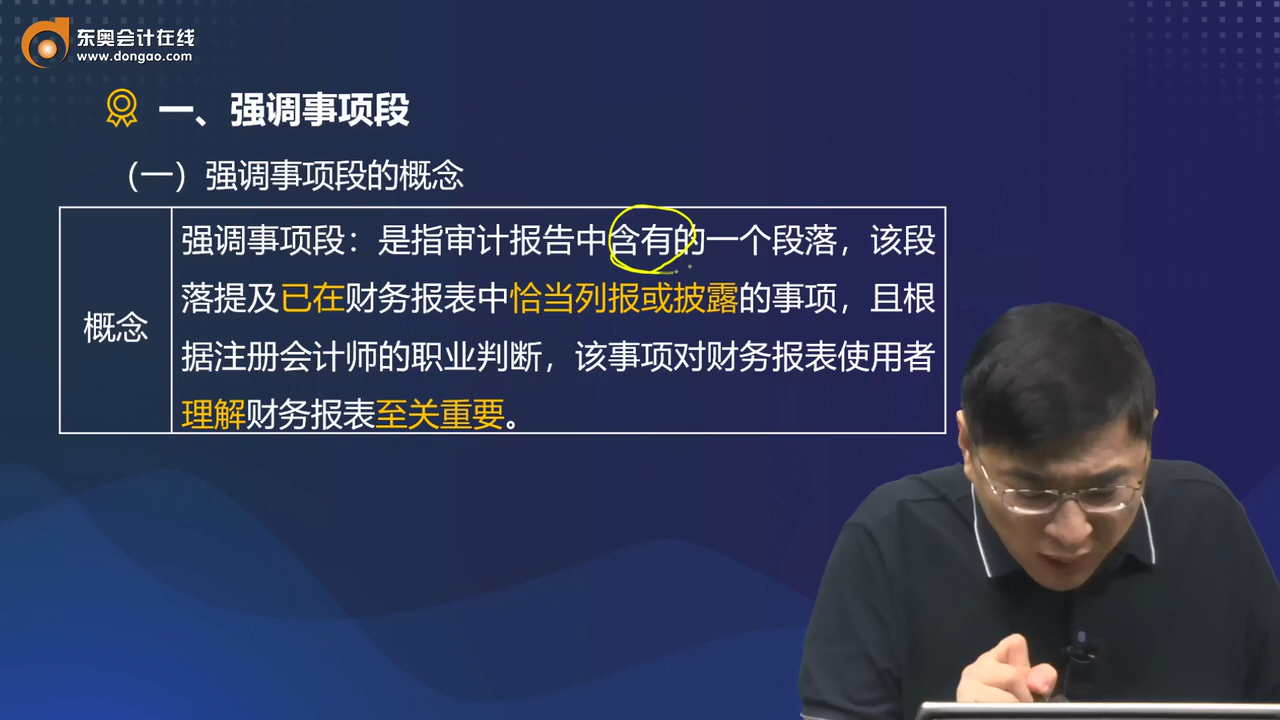 东奥会计在线
www.dongao.com
一、强调事项段
（一）强调事项段的概念
概念
强调事项段：是指审计报告中含有的一个段落，该段
落提及已在财务报表中恰当列报或披露的事项，且根
据注册会计师的职业判断，该事项对财务报表使用者
理解财务报表至关重要。